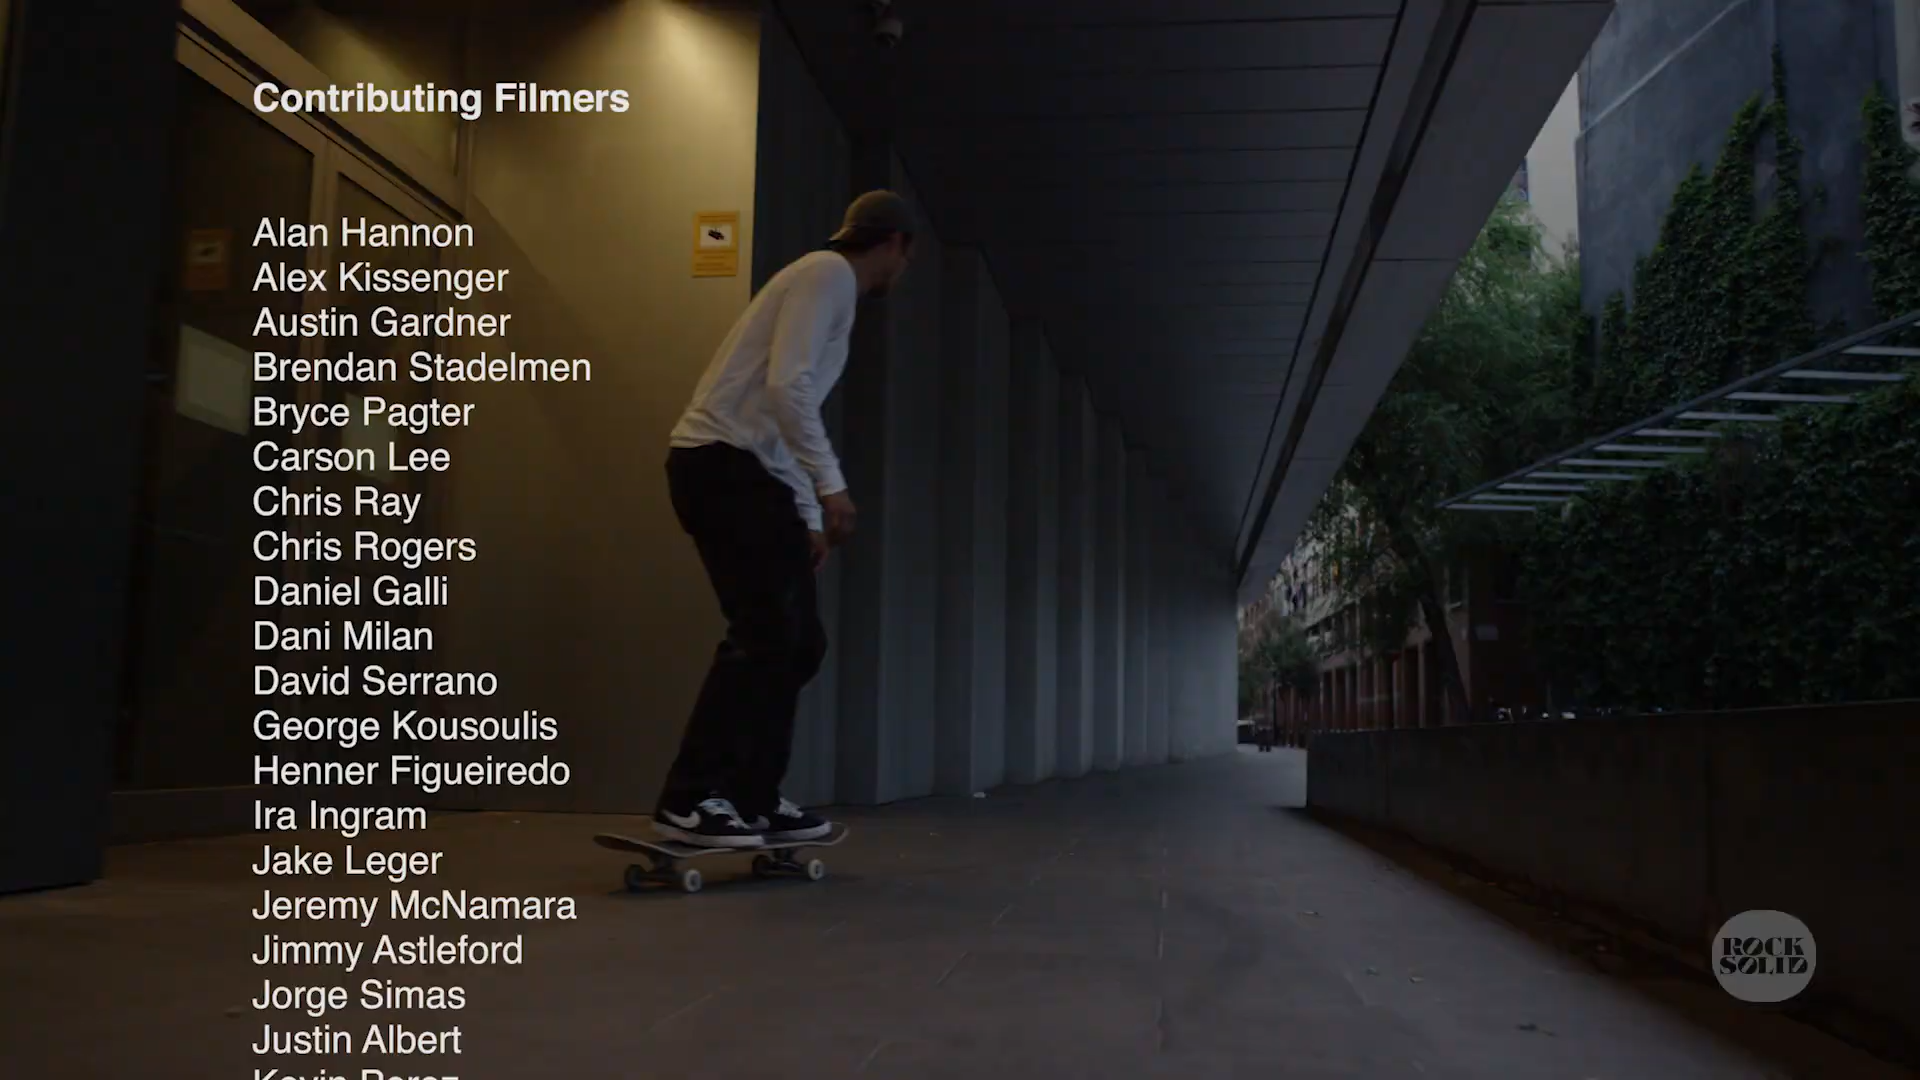 Contributing Filmers
Alan Hannon
Alex Kissenger
Austin Gardner
Brendan Stadelmen
Bryce Pagter
Carson Lee
Chris Ray
Chris Rogers
Daniel Galli
Dani Milan
David Serrano
George Kousoulis
Henner Figueiredo
Ira Ingram
Jake Leger
Jeremy McNamara
Jimmy Astleford
Jorge Simas
Justin Albert
Kevin Perez
ROCK
SOLID